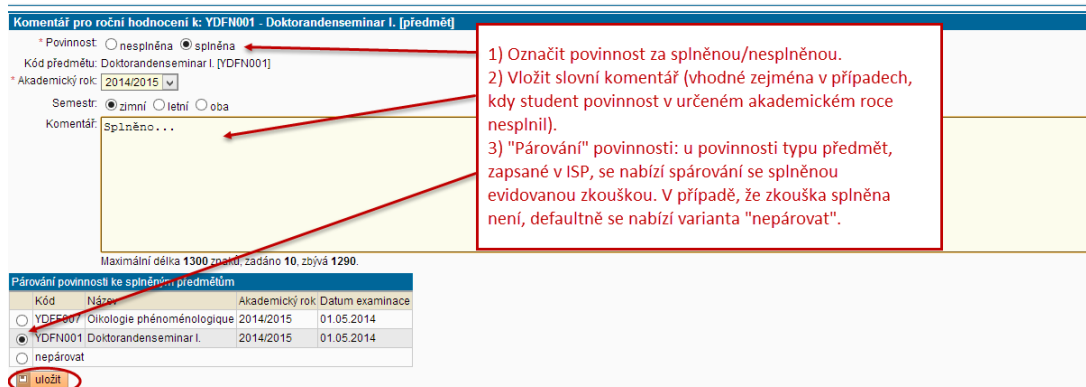 Komentář pro roční hodnocení k: YDFN001 - Doktorandenseminar I. [předmět]
* Povinnost: nesplněna splněna
Kód předmětu: Doktorandenseminar I. [YDFN001]
* Akademický rok: 2014/2015
Semestr: zimní letní oba
Komentář: Splněno...
1) Označit povinnost za splněnou/nesplněnou.
2) Vložit slovní komentář (vhodné zejména v případech,
kdy student povinnost v určeném akademickém roce
nesplnil).
3) "Párování" povinnosti: u povinnosti typu předmět,
zapsané v ISP, se nabízí spárování se splněnou
evidovanou zkouškou. V případě, že zkouška splněna
není, defaultně se nabízí varianta "nepárovat".
Maximální délka 1300 znaků, zadáno 10, zbývá 1290.
Párování povinnosti ke splněným předmětům
Kód Název Akademický rok Datum examinace
YDFF007 Oikologie phénoménologique 2014/2015 01.05.2014
YDFN001 Doktorandenseminar I. 2014/2015 01.05.2014
nepárovat
uložit